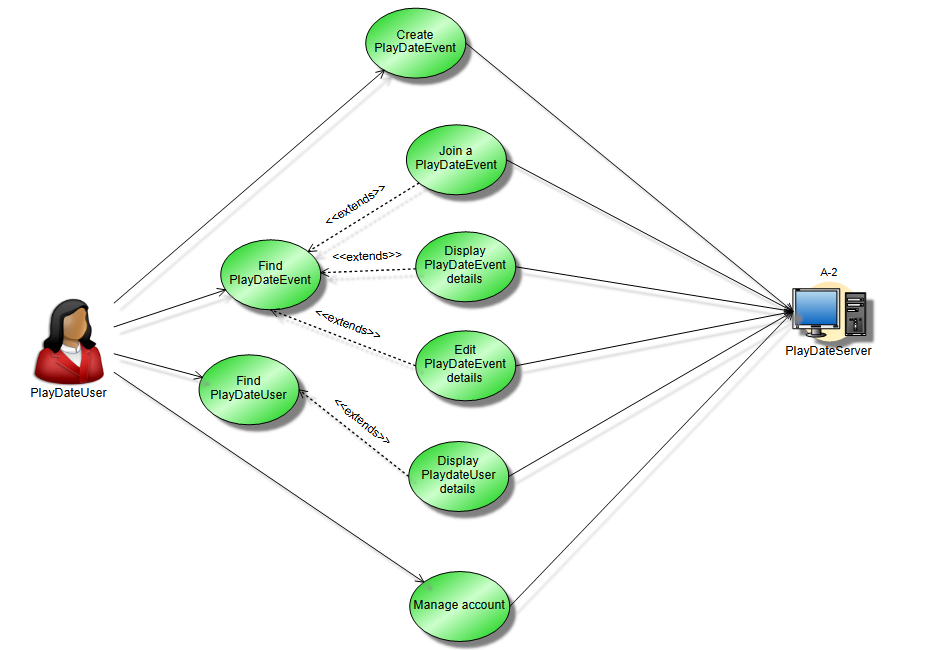 Create
PlayDateEvent
Join a
PlayDateEvent
<<extends>>
Display
PlayDateEvent
details
<<extends>>
Find
PlayDateEvent
A-2
PlayDateServer
<<extends>>
Edit
PlayDateEvent
details
PlayDateUser
Find
PlayDateUser
<<extends>>
Display
PlaydateUser
details
Manage account